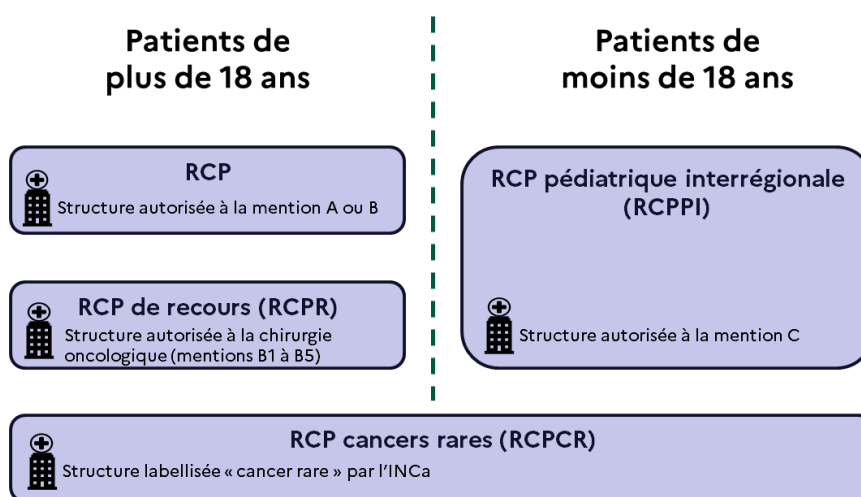 Patients de
plus de 18 ans
Patients de
moins de 18 ans
RCP
Structure autorisée à la mention A ou B
RCP de recours (RCPR)
Structure autorisée à la chirurgie
oncologique (mentions B1 à B5)
RCP pédiatrique interrégionale
(RCPPI)
Structure autorisée à la mention C
RCP cancers rares (RCPCR)
Structure labellisée « cancer rare » par l'INCa